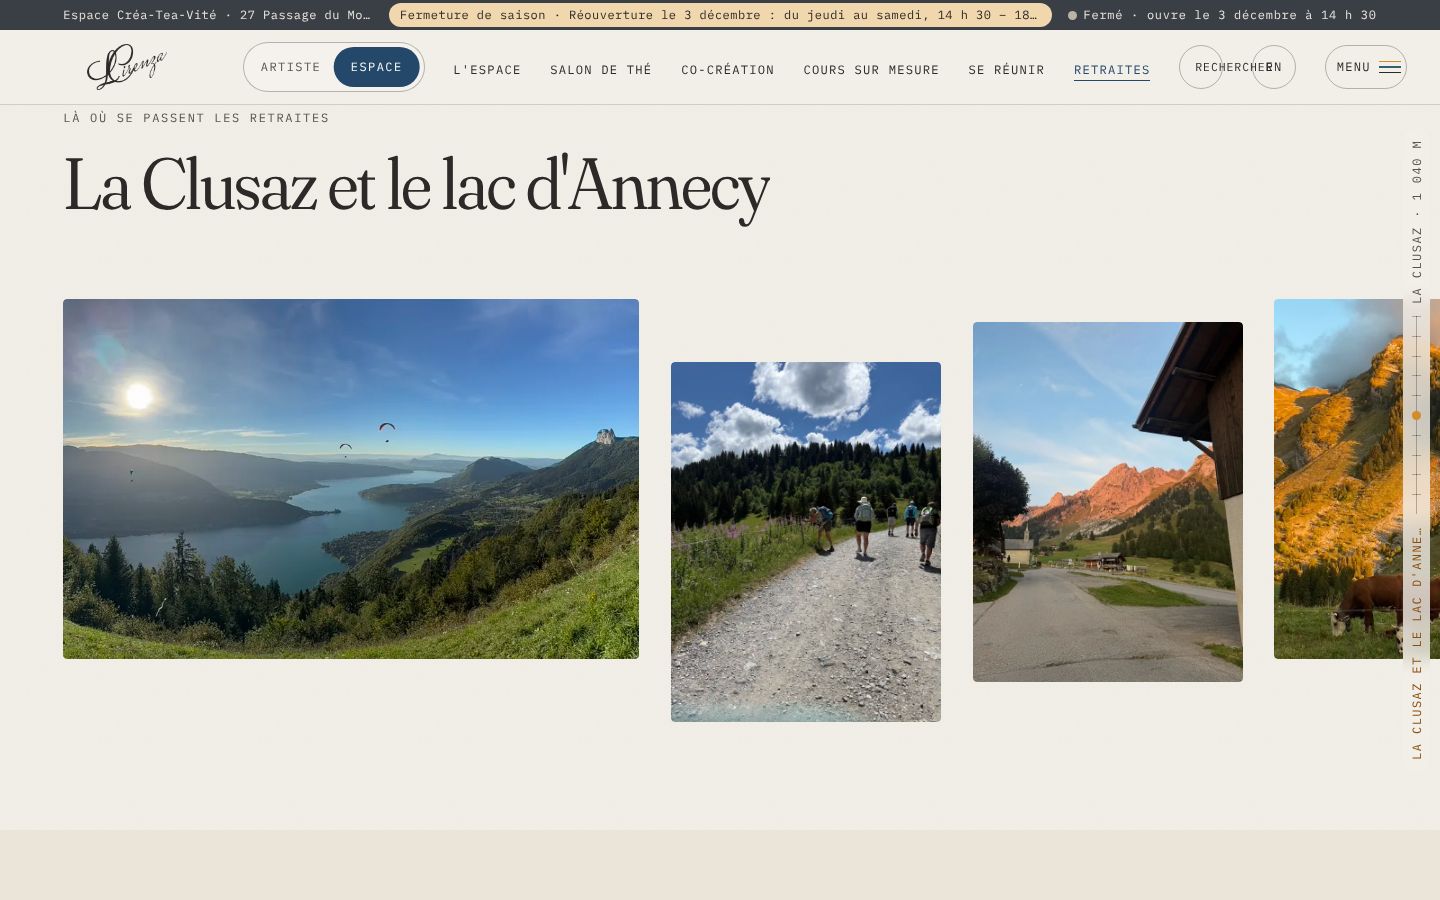 Espace Créa-Tea-Vité · 27 Passage du Mo…
Fermeture de saison · Réouverture le 3 décembre : du jeudi au samedi, 14 h 30 – 18…
Fermé · ouvre le 3 décembre à 14 h 30
Lirenza
ARTISTE
ESPACE
L'ESPACE
SALON DE THÉ
CO-CRÉATION
COURS SUR MESURE
SE RÉUNIR
RETRAITES
RECHERCHER
EN
MENU
LÀ OÙ SE PASSENT LES RETRAITES
La Clusaz et le lac d'Annecy
LA CLUSAZ · 1 040 M
LA CLUSAZ ET LE LAC D'ANNE…